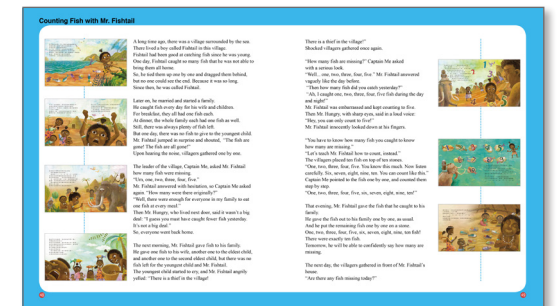 Counting Fish with Mr. Fishtail
A long time ago, there was a village surrounded by the sea.
There lived a boy called Fishtail in this village.
Fishtail had been good at catching fish since he was young.
One day, Fishtail caught so many fish that he was not able to
bring them all home.
So, he tied them up one by one and dragged them behind,
but no one could see the end. Because it was so long.
Since then, he was called Fishtail.
Later on, he married and started a family.
He caught fish every day for his wife and children.
For breakfast, they all had one fish each.
At dinner, the whole family each had one fish as well.
Still, there was always plenty of fish left.
But one day, there was no fish to give to the youngest child.
Mr. Fishtail jumped in surprise and shouted, "The fish are
gone! The fish are all gone!"
Upon hearing the noise, villagers gathered one by one.
The leader of the village, Captain Me, asked Mr. Fishtail
how many fish were missing.
"Um, one, two, three, four, five."
Mr. Fishtail answered with hesitation, so Captain Me asked
again. "How many were there originally?"
"Well, there were enough for everyone in my family to eat
one fish at every meal."
Then Mr. Hungry, who lived next door, said it wasn't a big
deal: "I guess you must have caught fewer fish yesterday.
It's not a big deal."
So, everyone went back home.
The next morning, Mr. Fishtail gave fish to his family.
He gave one fish to his wife, another one to the eldest child,
and another one to the second eldest child, but there was no
fish left for the youngest child and Mr. Fishtail.
The youngest child started to cry, and Mr. Fishtail angrily
yelled. "There is a thief in the village!
There is a thief in the village!"
Shocked villagers gathered once again.
"How many fish are missing?" Captain Me asked
with a serious look.
"Well... one, two, three, four, five." Mr. Fishtail answered
vaguely like the day before.
"Then how many fish did you catch yesterday?"
"Ah, I caught one, two, three, four, five fish during the day
and night!"
Mr. Fishtail was embarrassed and kept counting to five.
Then Mr. Hungry, with sharp eyes, said in a loud voice:
"Hey, you can only count to five!"
Mr. Fishtail innocently looked down at his fingers.
"You have to know how many fish you caught to know
how many are missing."
"Let's teach Mr. Fishtail how to count, instead."
The villagers placed ten fish on top of ten stones.
"One, two, three, four, five. You know this much. Now listen
carefully. Six, seven, eight, nine, ten. You can count like this."
Captain Me pointed to the fish one by one, and counted them
step by step.
"One, two, three, four, five, six, seven, eight, nine, ten!"
That evening, Mr. Fishtail gave the fish that he caught to his
family.
He gave the fish out to his family one by one, as usual.
And he put the remaining fish one by one on a stone.
One, two, three, four, five, six, seven, eight, nine, ten fish!
There were exactly ten fish.
Tomorrow, he will be able to confidently say how many are
missing.
The next day, the villagers gathered in front of Mr. Fishtail's
house.
"Are there any fish missing today?"